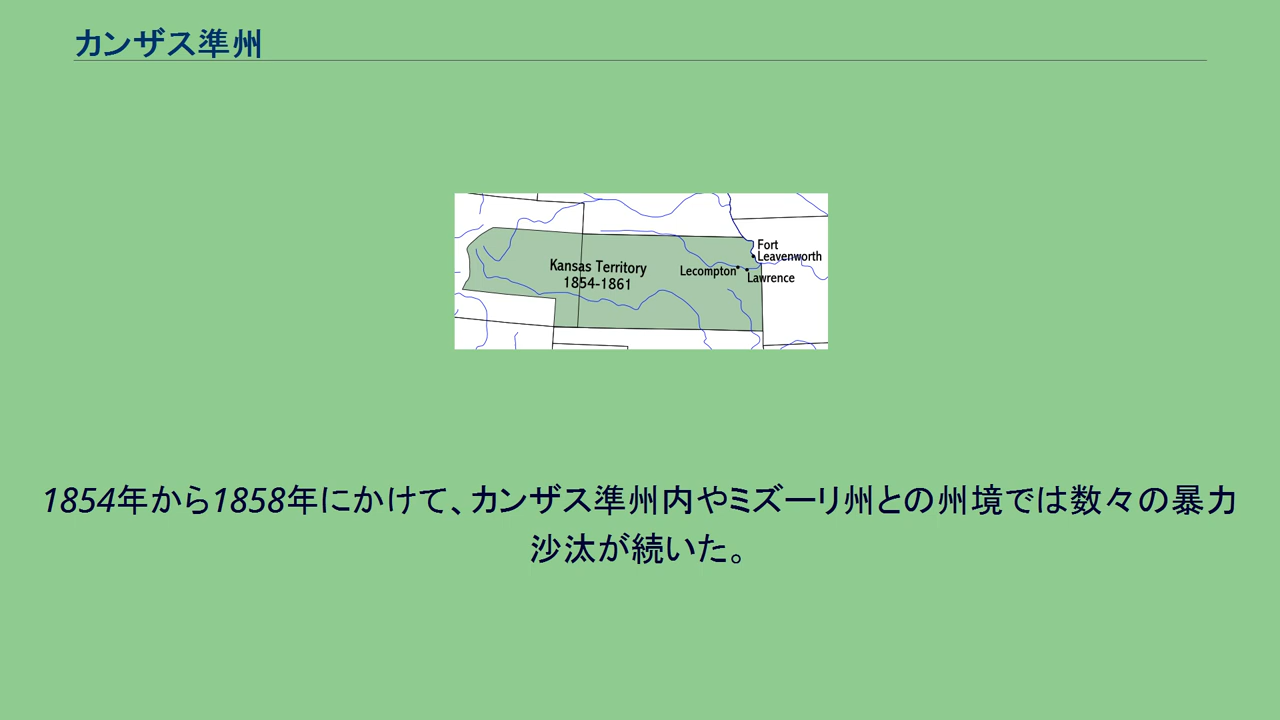 カンザス準州
Kansas Territory
1854-1861
Fort
Leavenworth
Lecompton
Lawrence
1854年から1858年にかけて、カンザス準州内やミズーリ州との州境では数々の暴力
沙汰が続いた。